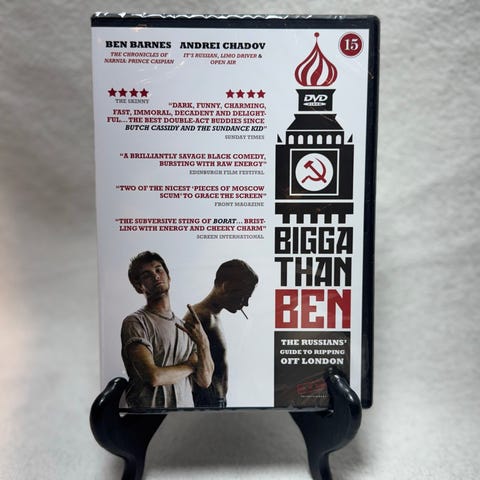 BEN BARNES ANDREI CHADOV
THE CHRONICLES OF IT'S RUSSIAN, LIMO DRIVER &
NARNIA: PRINCE CASPIAN OPEN AIR
15
DVD
VIDEO
★★★★ ★★★★
THE SKINNY
"DARK, FUNNY, CHARMING,
FAST, IMMORAL, DECADENT AND DELIGHT-
FUL... THE BEST DOUBLE-ACT BUDDIES SINCE
BUTCH CASSIDY AND THE SUNDANCE KID"
SUNDAY TIMES
"A BRILLIANTLY SAVAGE BLACK COMEDY,
BURSTING WITH RAW ENERGY"
EDINBURGH FILM FESTIVAL
"TWO OF THE NICEST 'PIECES OF MOSCOW
SCUM' TO GRACE THE SCREEN"
FRONT MAGAZINE
"THE SUBVERSIVE STING OF BORAT... BRIST-
LING WITH ENERGY AND CHEEKY CHARM"
SCREEN INTERNATIONAL
BIGGA
THAN
BEN
THE RUSSIANS'
GUIDE TO RIPPING
OFF LONDON